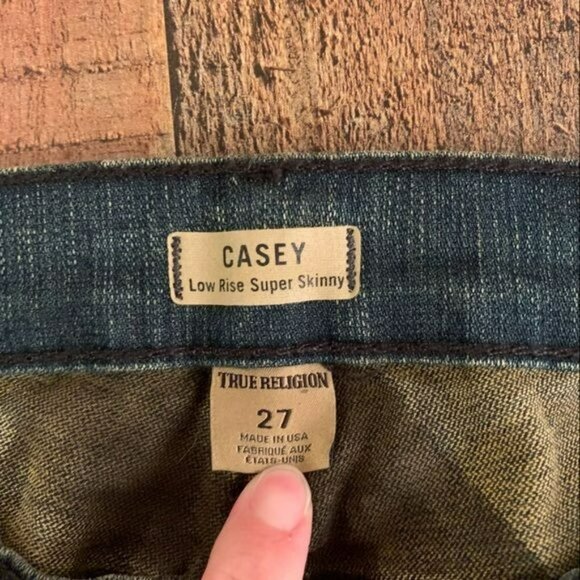 CASEY
Low Rise Super Skinny
TRUE RELIGION
27
MADE IN USA
FABRIQUÉ AUX
ÉTATS-UNIS